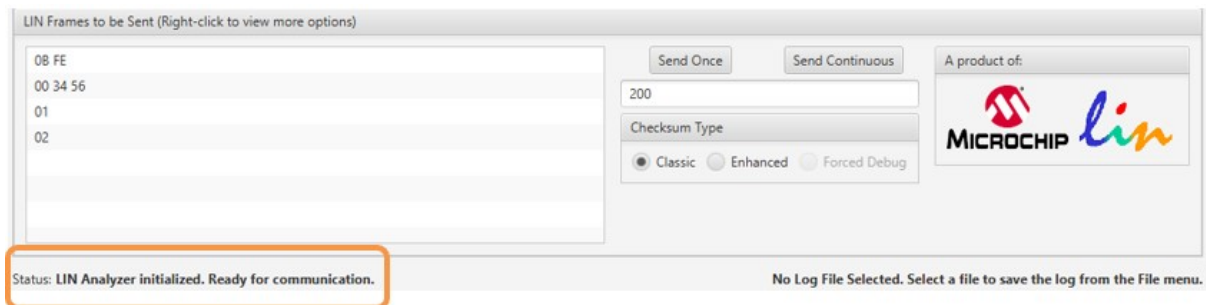 LIN Frames to be Sent (Right-click to view more options)
0B FE
00 34 56
01
02
Send Once
Send Continuous
200
Checksum Type
Classic
Enhanced
Forced Debug
A product of:
MICROCHIP
lin
Status: LIN Analyzer initialized. Ready for communication.
No Log File Selected. Select a file to save the log from the File menu.